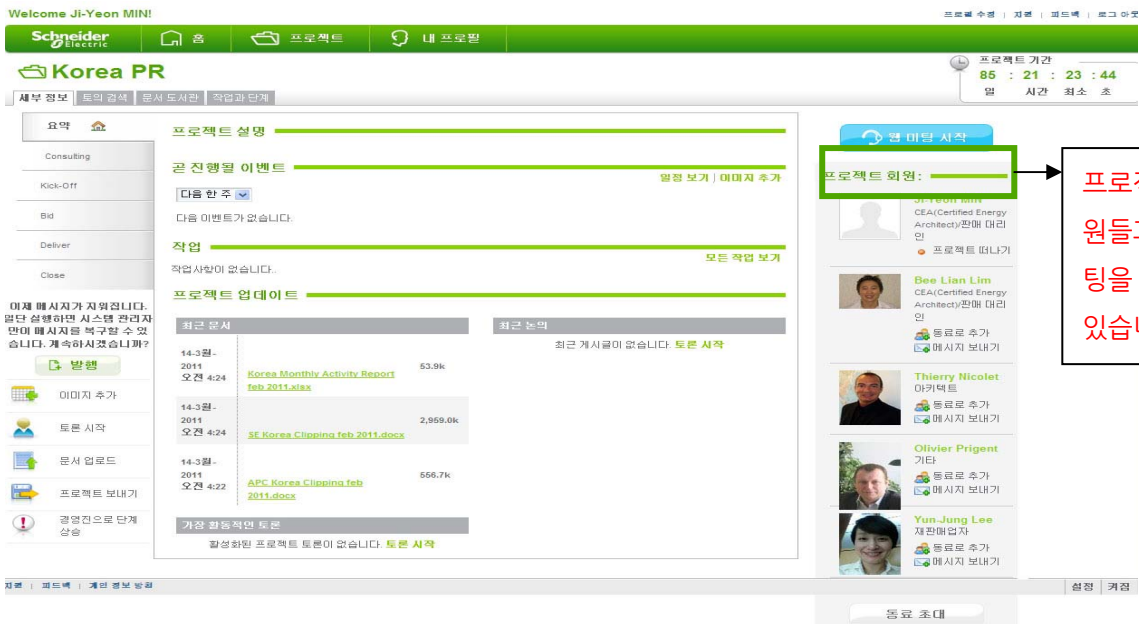 Welcome Ji-Yeon MIN!
프로필 수정 | 지원 | 피드백 | 로그 아웃
Schneider Electric
홈
프로젝트
내 프로필
Korea PR
프로젝트 기간
85 : 21 : 23 : 44
일 시간 최소 초
세부 정보
토의 검색
문서 도서관
작업과 단계
요약
Consulting
Kick-Off
Bid
Deliver
Close
이제 메시지가 지워집니다.
일단 실행하면 시스템 관리자
만이 메시지를 복구할 수 있
습니다. 계속하시겠습니까?
발행
이미지 추가
토론 시작
문서 업로드
프로젝트 보내기
경영진으로 단계
상승
프로젝트 설명
곧 진행될 이벤트
일정 보기 | 이미지 추가
다음 한 주
다음 이벤트가 없습니다.
작업
모든 작업 보기
작업사항이 없습니다..
프로젝트 업데이트
최근 문서
14-3월-
2011
오전 4:24
Korea Monthly Activity Report
feb 2011.xlsx
53.9k
14-3월-
2011
오전 4:24
SE Korea Clipping feb 2011.docx
2,959.0k
14-3월-
2011
오전 4:22
APC Korea Clipping feb
2011.docx
556.7k
가장 활동적인 토론
활성화된 프로젝트 토론이 없습니다. 토론 시작
최근 논의
최근 게시글이 없습니다. 토론 시작
웹 미팅 시작
프로젝트 회원:
Ji-Yeon MIN
CEA(Certified Energy
Architect)/판매 대리
인
프로젝트 떠나기
Bee Lian Lim
CEA(Certified Energy
Architect)/판매 대리
인
동료로 추가
메시지 보내기
Thierry Nicolet
아키텍트
동료로 추가
메시지 보내기
Olivier Prigent
기타
동료로 추가
메시지 보내기
Yun-Jung Lee
재판매업자
동료로 추가
메시지 보내기
동료 초대
원들
팅을
지원 | 피드백 | 개인 정보 방침
설정
켜짐